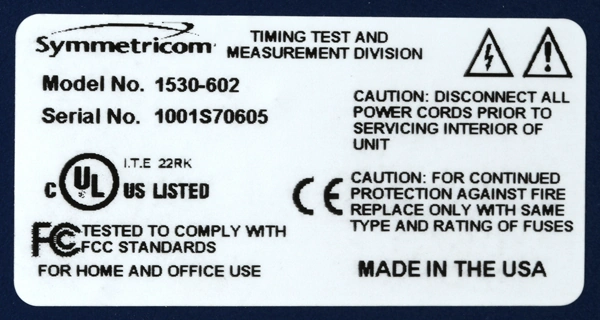 Symmetricom
TIMING TEST AND
MEASUREMENT DIVISION
Model No. 1530-602
Serial No. 1001S70605
CAUTION: DISCONNECT ALL
POWER CORDS PRIOR TO
SERVICING INTERIOR OF
UNIT
I.T.E 22RK
C UL US LISTED
CE
CAUTION: FOR CONTINUED
PROTECTION AGAINST FIRE
REPLACE ONLY WITH SAME
TYPE AND RATING OF FUSES
FC TESTED TO COMPLY WITH
FCC STANDARDS
FOR HOME AND OFFICE USE
MADE IN THE USA